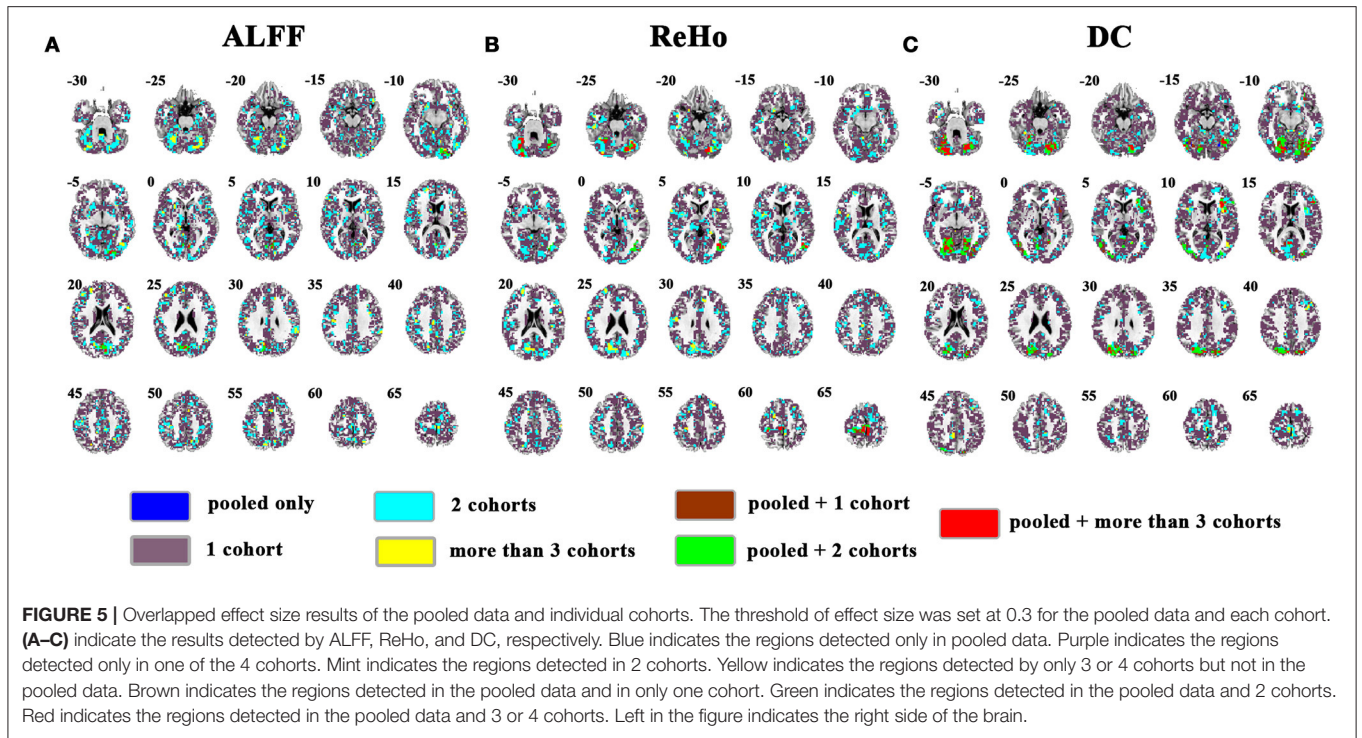 A ALFF B ReHo C DC
-30 -25 -20 -15 -10 -30 -25 -20 -15 -10 -30 -25 -20 -15 -10
-5 0 5 10 15 -5 0 5 10 15 -5 0 5 10 15
20 25 30 35 40 20 25 30 35 40 20 25 30 35 40
45 50 55 60 65 45 50 55 60 65 45 50 55 60 65
pooled only 2 cohorts pooled + 1 cohort pooled + more than 3 cohorts
1 cohort more than 3 cohorts pooled + 2 cohorts
FIGURE 5 | Overlapped effect size results of the pooled data and individual cohorts. The threshold of effect size was set at 0.3 for the pooled data and each cohort.
(A–C) indicate the results detected by ALFF, ReHo, and DC, respectively. Blue indicates the regions detected only in pooled data. Purple indicates the regions
detected only in one of the 4 cohorts. Mint indicates the regions detected in 2 cohorts. Yellow indicates the regions detected by only 3 or 4 cohorts but not in the
pooled data. Brown indicates the regions detected in the pooled data and in only one cohort. Green indicates the regions detected in the pooled data and 2 cohorts.
Red indicates the regions detected in the pooled data and 3 or 4 cohorts. Left in the figure indicates the right side of the brain.